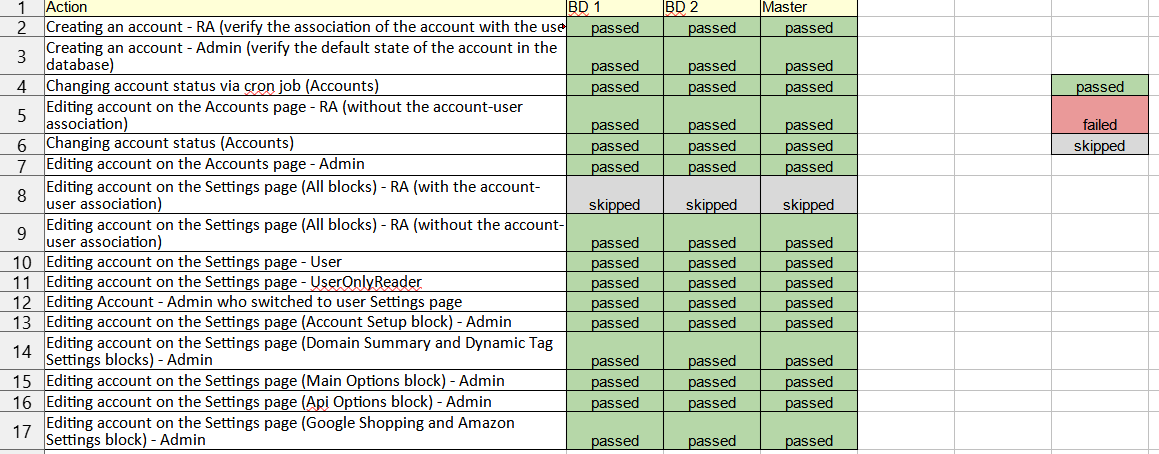 1 Action BD 1 BD 2 Master
2 Creating an account - RA (verify the association of the account with the use passed passed passed
3 Creating an account - Admin (verify the default state of the account in the
database) passed passed passed
4 Changing account status via cron job (Accounts) passed passed passed passed
5 Editing account on the Accounts page - RA (without the account-user
association) passed passed passed failed
6 Changing account status (Accounts) passed passed passed skipped
7 Editing account on the Accounts page - Admin passed passed passed
8 Editing account on the Settings page (All blocks) - RA (with the account-
user association) skipped skipped skipped
9 Editing account on the Settings page (All blocks) - RA (without the account-
user association) passed passed passed
10 Editing account on the Settings page - User passed passed passed
11 Editing account on the Settings page - UserOnlyReader passed passed passed
12 Editing Account - Admin who switched to user Settings page passed passed passed
13 Editing account on the Settings page (Account Setup block) - Admin passed passed passed
14 Editing account on the Settings page (Domain Summary and Dynamic Tag
Settings blocks) - Admin passed passed passed
15 Editing account on the Settings page (Main Options block) - Admin passed passed passed
16 Editing account on the Settings page (Api Options block) - Admin passed passed passed
17 Editing account on the Settings page (Google Shopping and Amazon
Settings block) - Admin passed passed passed